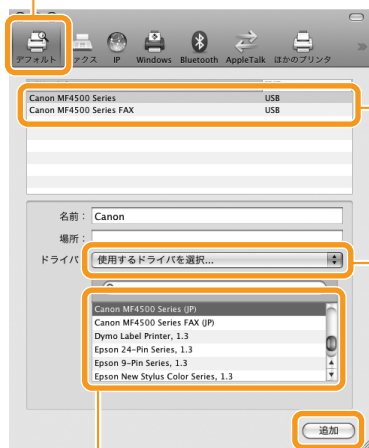 デフォルト ファックス IP Windows Bluetooth AppleTalk ほかのプリンタ
Canon MF4500 Series USB
Canon MF4500 Series FAX USB
名前： Canon
場所：
ドライバ 使用するドライバを選択...
Canon MF4500 Series (JP)
Canon MF4500 Series FAX (JP)
Dymo Label Printer, 1.3
Epson 24-Pin Series, 1.3
Epson 9-Pin Series, 1.3
Epson New Stylus Color Series, 1.3
追加